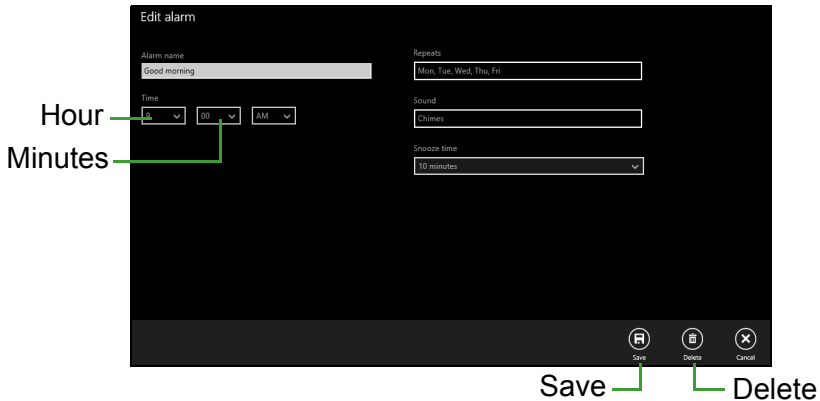 Edit alarm
Alarm name
Good morning
Time
9 00 AM
Repeats
Mon, Tue, Wed, Thu, Fri
Sound
Chimes
Snooze time
10 minutes
Hour
Minutes
Save Delete Cancel
Save Delete